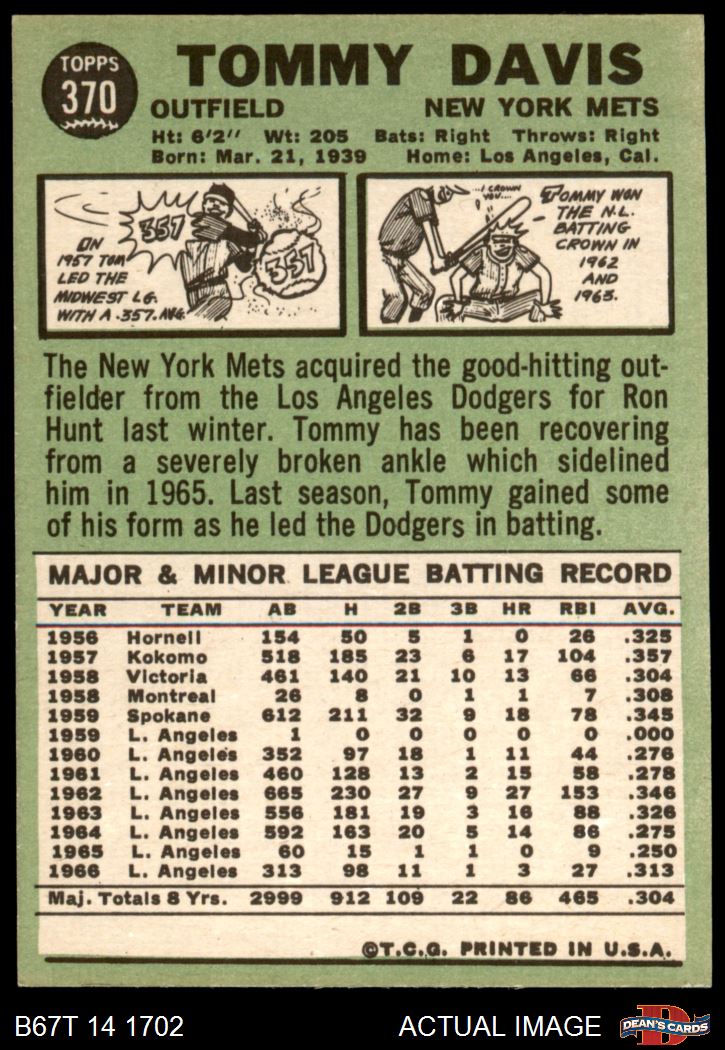 TOPPS
370
TOMMY DAVIS
OUTFIELD NEW YORK METS
Ht: 6'2" Wt: 205 Bats: Right Throws: Right
Born: Mar. 21, 1939 Home: Los Angeles, Cal.
357
357
ON
1957 TOM
LED THE
MIDWEST LG.
WITH A .357. AVG.
...I CROWN
YOU....
TOMMY WON
THE N.L.
BATTING
CROWN IN
1962
AND
1963.
The New York Mets acquired the good-hitting out-
fielder from the Los Angeles Dodgers for Ron
Hunt last winter. Tommy has been recovering
from a severely broken ankle which sidelined
him in 1965. Last season, Tommy gained some
of his form as he led the Dodgers in batting.
MAJOR & MINOR LEAGUE BATTING RECORD
YEAR TEAM AB H 2B 3B HR RBI AVG.
1956 Hornell 154 50 5 1 0 26 .325
1957 Kokomo 518 185 23 6 17 104 .357
1958 Victoria 461 140 21 10 13 66 .304
1958 Montreal 26 8 0 1 1 7 .308
1959 Spokane 612 211 32 9 18 78 .345
1959 L. Angeles 1 0 0 0 0 0 .000
1960 L. Angeles 352 97 18 1 11 44 .276
1961 L. Angeles 460 128 13 2 15 58 .278
1962 L. Angeles 665 230 27 9 27 153 .346
1963 L. Angeles 556 181 19 3 16 88 .326
1964 L. Angeles 592 163 20 5 14 86 .275
1965 L. Angeles 60 15 1 1 0 9 .250
1966 L. Angeles 313 98 11 1 3 27 .313
Maj. Totals 8 Yrs. 2999 912 109 22 86 465 .304
©T.C.G. PRINTED IN U.S.A.
B67T 14 1702 ACTUAL IMAGE
D
DEAN'S CARDS